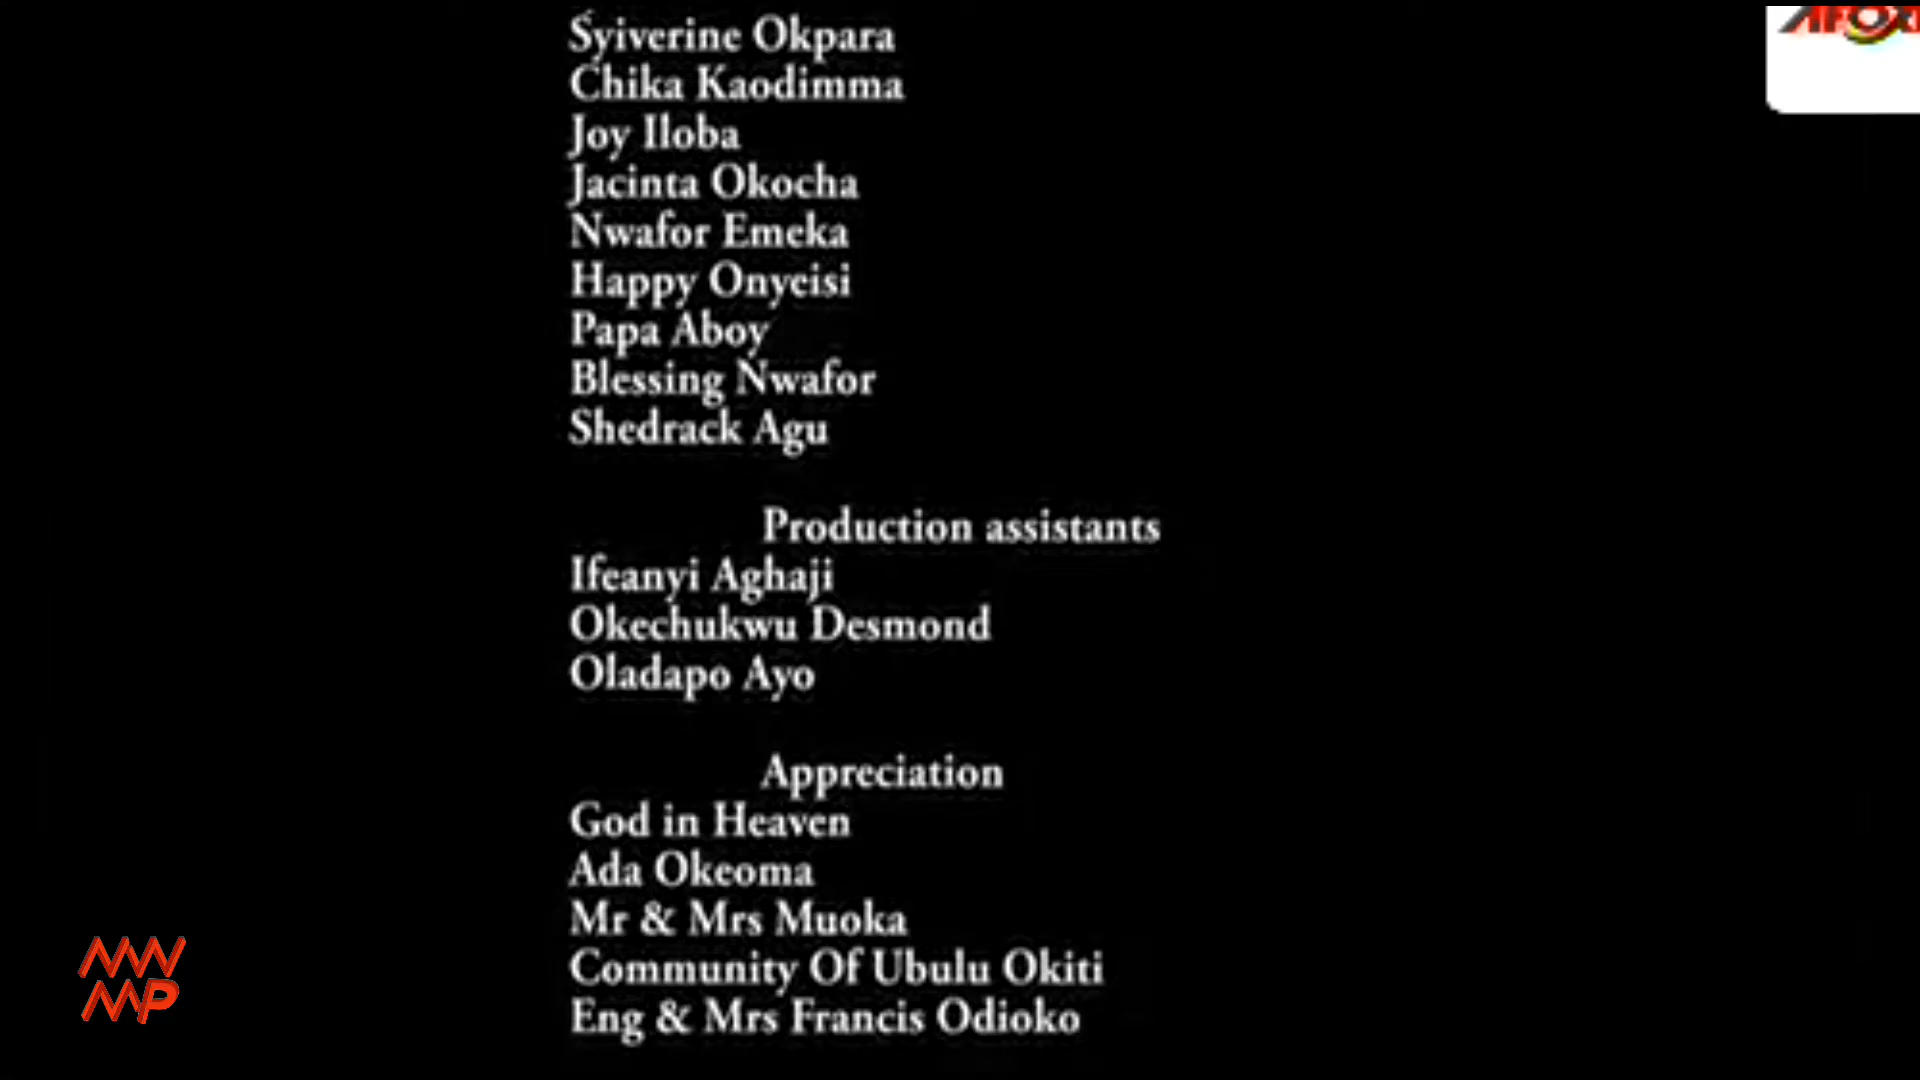 Syiverine Okpara
Chika Kaodimma
Joy Iloba
Jacinta Okocha
Nwafor Emeka
Happy Onyeisi
Papa Aboy
Blessing Nwafor
Shedrack Agu
Production assistants
Ifeanyi Aghaji
Okechukwu Desmond
Oladapo Ayo
Appreciation
God in Heaven
Ada Okeoma
Mr & Mrs Muoka
Community Of Ubulu Okiti
Eng & Mrs Francis Odioko